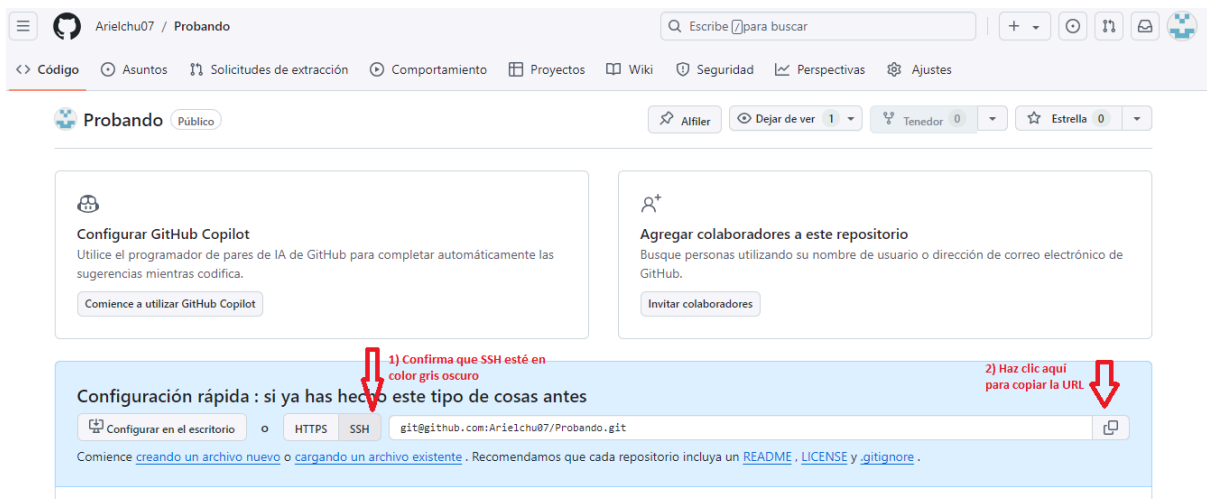 Arielchu07 / Probando
Escribe / para buscar
<> Código Asuntos Solicitudes de extracción Comportamiento Proyectos Wiki Seguridad Perspectivas Ajustes
Probando Público
Alfiler Dejar de ver 1 Tenedor 0 Estrella 0
Configurar GitHub Copilot
Utilice el programador de pares de IA de GitHub para completar automáticamente las
sugerencias mientras codifica.
Comience a utilizar GitHub Copilot
Agregar colaboradores a este repositorio
Busque personas utilizando su nombre de usuario o dirección de correo electrónico de
GitHub.
Invitar colaboradores
1) Confirma que SSH esté en
color gris oscuro
2) Haz clic aquí
para copiar la URL
Configuración rápida : si ya has hecho este tipo de cosas antes
Configurar en el escritorio o HTTPS SSH git@github.com:Arielchu07/Probando.git
Comience creando un archivo nuevo o cargando un archivo existente . Recomendamos que cada repositorio incluya un README , LICENSE y .gitignore .